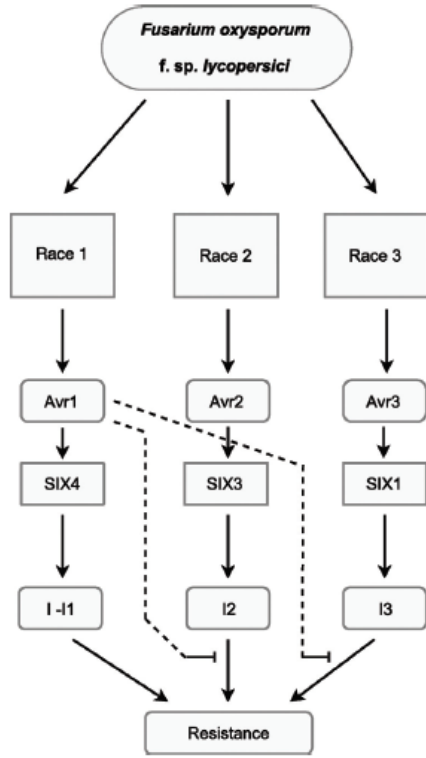 Fusarium oxysporum
f. sp. lycopersici
Race 1
Race 2
Race 3
Avr1
Avr2
Avr3
SIX4
SIX3
SIX1
I -I1
I2
I3
Resistance